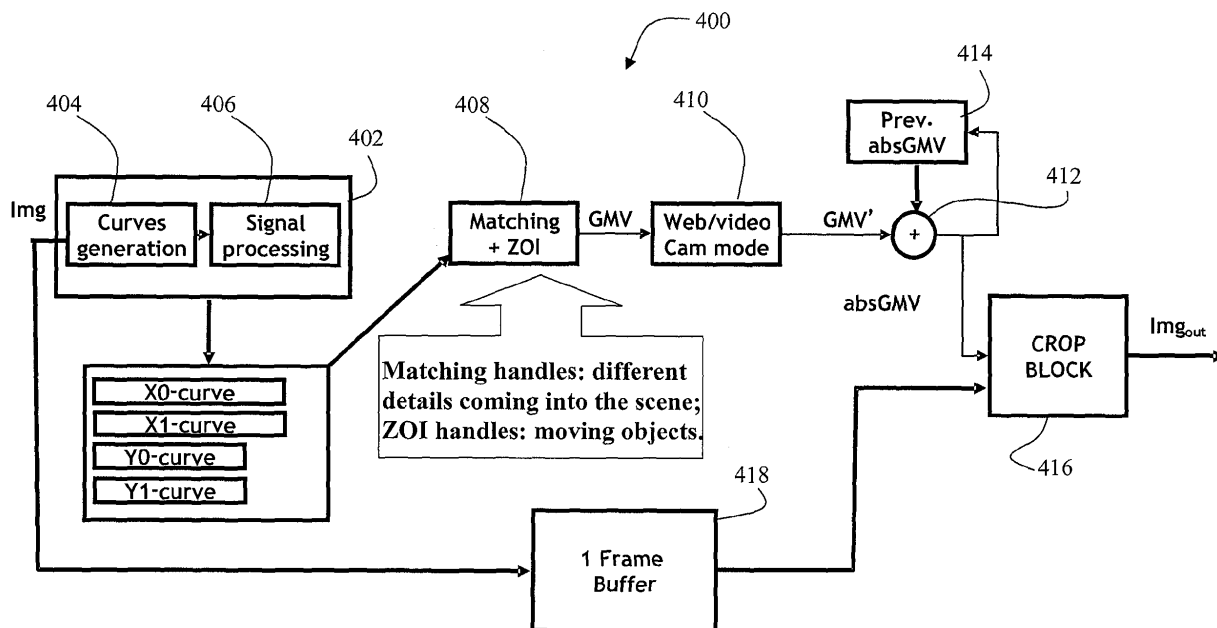 400
414
404
406
408
410
402
Prev.
absGMV
412
Img
Curves
generation
Signal
processing
Matching
+ ZOI
GMV
Web/video
Cam mode
GMV'
+
absGMV
Matching handles: different
details coming into the scene;
ZOI handles: moving objects.
X0-curve
X1-curve
Y0-curve
Y1-curve
CROP
BLOCK
Imgout
416
418
1 Frame
Buffer